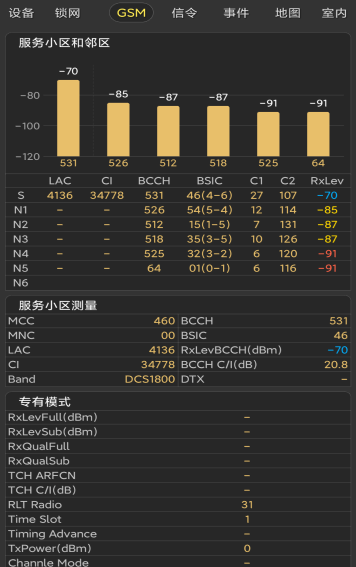 设备 锁网 GSM 信令 事件 地图 室内
服务小区和邻区
-70
-85
-87 -87
-91 -91
-80
-100
-120
531 526 512 518 525 64
LAC CI BCCH BSIC C1 C2 RxLev
S 4136 34778 531 46(4-6) 27 107 -70
N1 - - 526 54(5-4) 12 114 -85
N2 - - 512 15(1-5) 7 131 -87
N3 - - 518 35(3-5) 10 126 -87
N4 - - 525 32(3-2) 6 120 -91
N5 - - 64 01(0-1) 6 116 -91
N6
服务小区测量
MCC 460 BCCH 531
MNC 00 BSIC 46
LAC 4136 RxLevBCCH(dBm) -70
CI 34778 BCCH C/I(dB) 20.8
Band DCS1800 DTX -
专有模式
RxLevFull(dBm) -
RxLevSub(dBm) -
RxQualFull -
RxQualSub -
TCH ARFCN -
TCH C/I(dB) -
RLT Radio 31
Time Slot 1
Timing Advance -
TxPower(dBm) 0
Channle Mode -